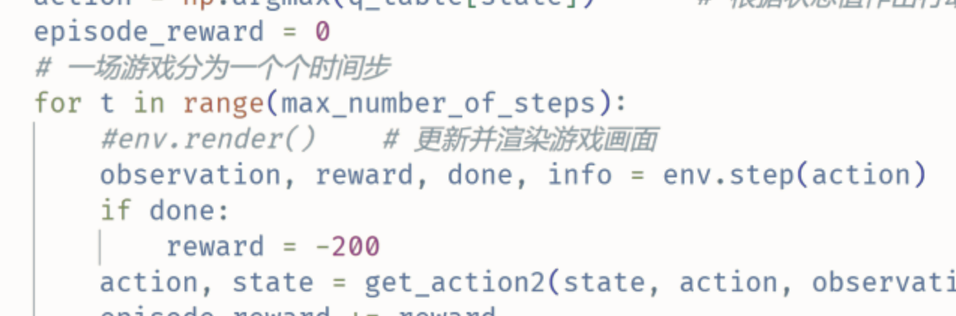 action = np.argmax(q_table[state])
episode_reward = 0
# 一场游戏分为一个个时间步
for t in range(max_number_of_steps):
#env.render() # 更新并渲染游戏画面
observation, reward, done, info = env.step(action)
if done:
reward = -200
action, state = get_action2(state, action, observati
episode_reward += reward